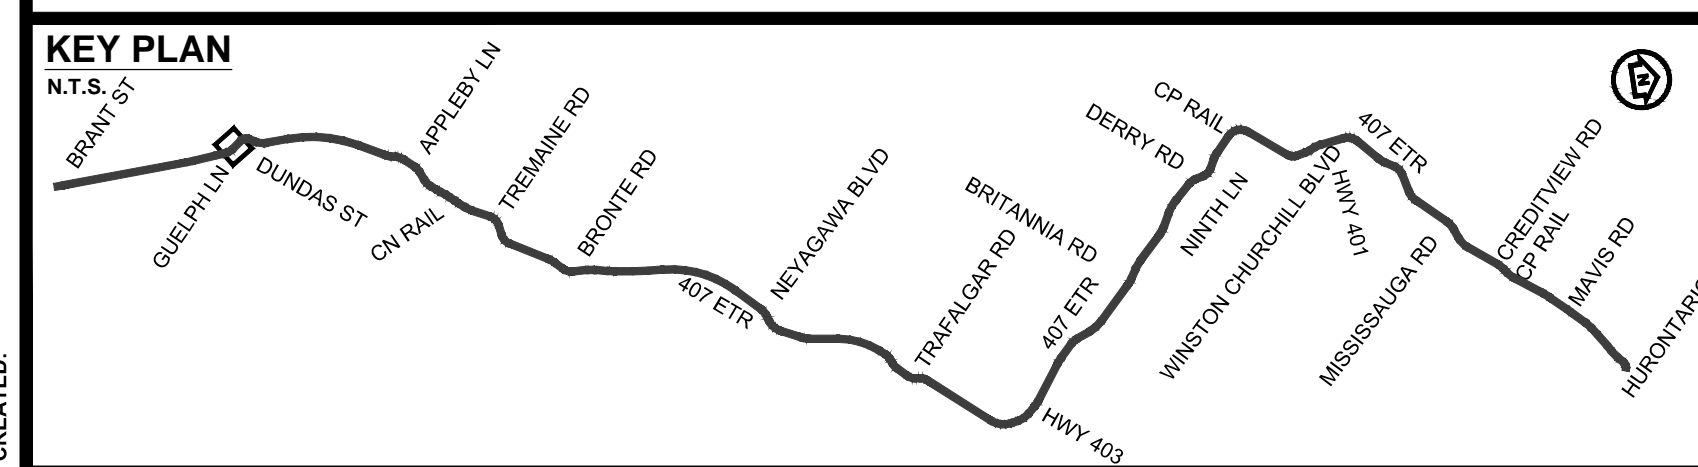 KEY PLAN
N.T.S.
BRANT ST
GUELPH LN
DUNDAS ST
CN RAIL
APPLEBY LN
TREMAINE RD
BRONTE RD
407 ETR
NEYAGAWA BLVD
TRAFALGAR RD
BRITANNIA RD
407 ETR
HWY 403
DERRY RD
CP RAIL
NINTH LN
WINSTON CHURCHILL BLVD
HWY 401
407 ETR
MISSISSAUGA RD
CREDITVIEW RD
CP RAIL
MAVIS RD
HURONTARIO
N
CREATED: